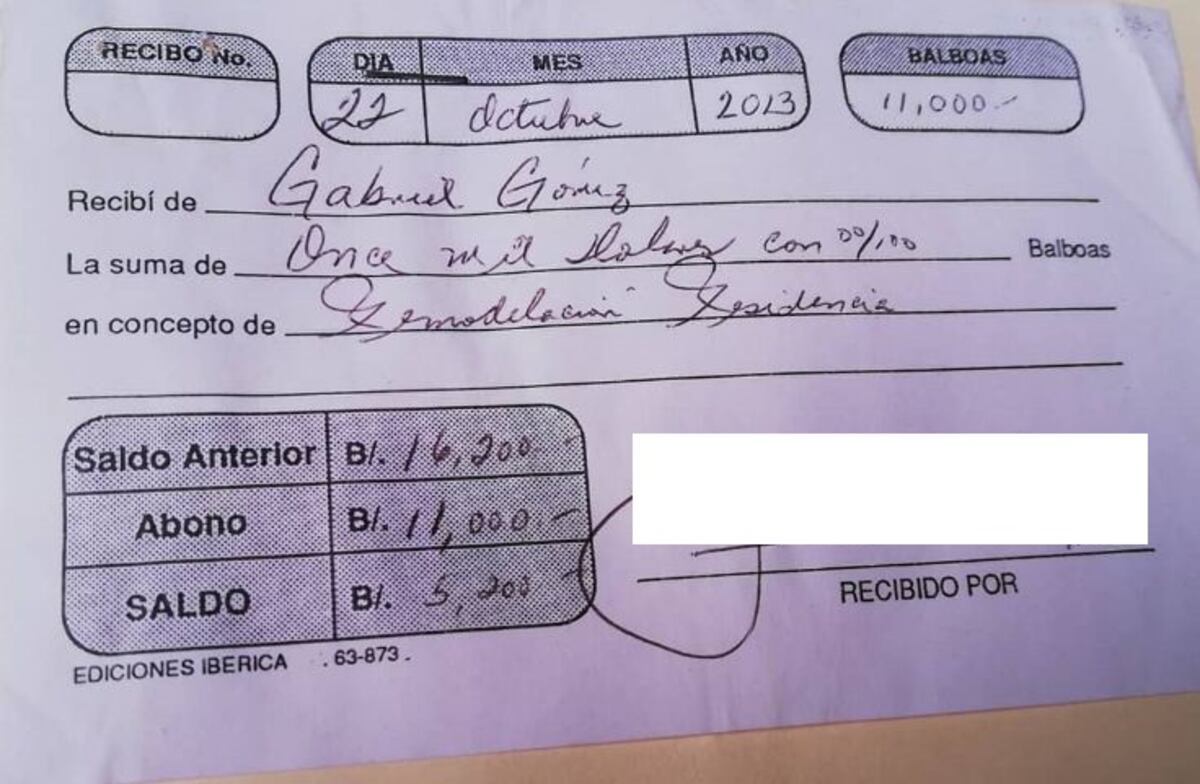 RECIBO No. DIA MES AÑO BALBOAS
22 Octubre 2013 11,000.-
Recibí de Gabriel Gómez
La suma de Once mil Dolares con 00/100 Balboas
en concepto de Remodelación Residencia
Saldo Anterior B/. 16,200.-
Abono B/. 11,000.-
SALDO B/. 5,200 -
RECIBIDO POR
EDICIONES IBERICA . 63-873 .